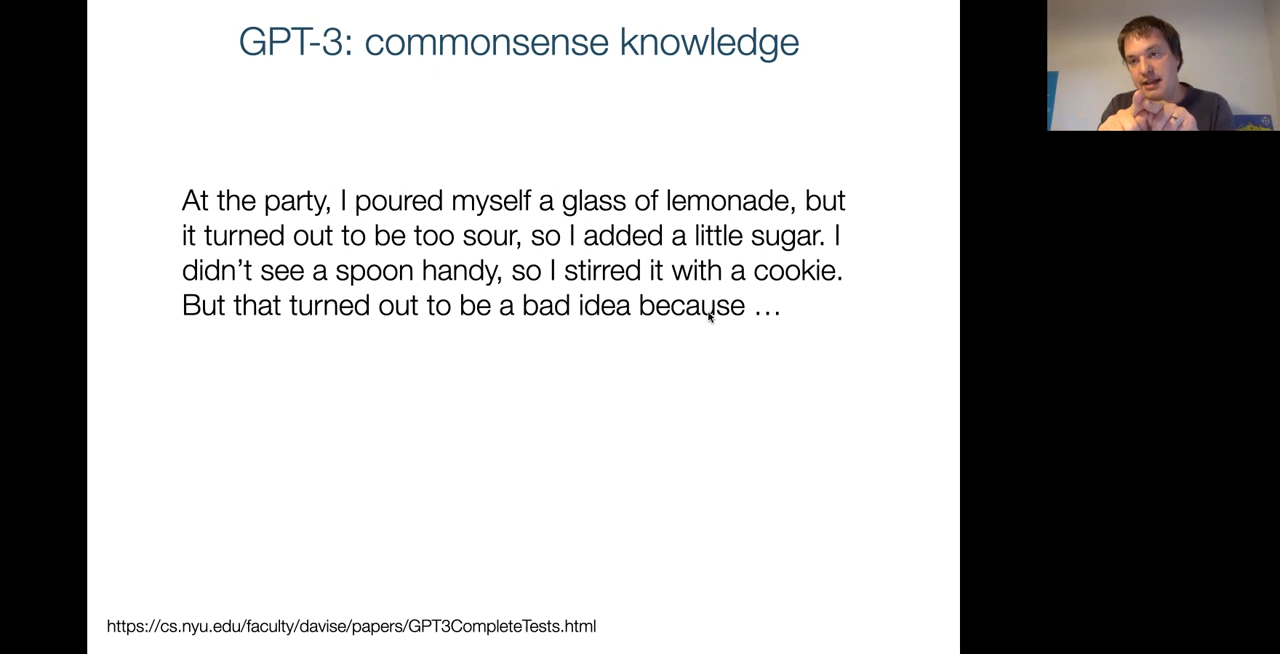 GPT-3: commonsense knowledge
At the party, I poured myself a glass of lemonade, but
it turned out to be too sour, so I added a little sugar. I
didn’t see a spoon handy, so I stirred it with a cookie.
But that turned out to be a bad idea because …
https://cs.nyu.edu/faculty/davise/papers/GPT3CompleteTests.html